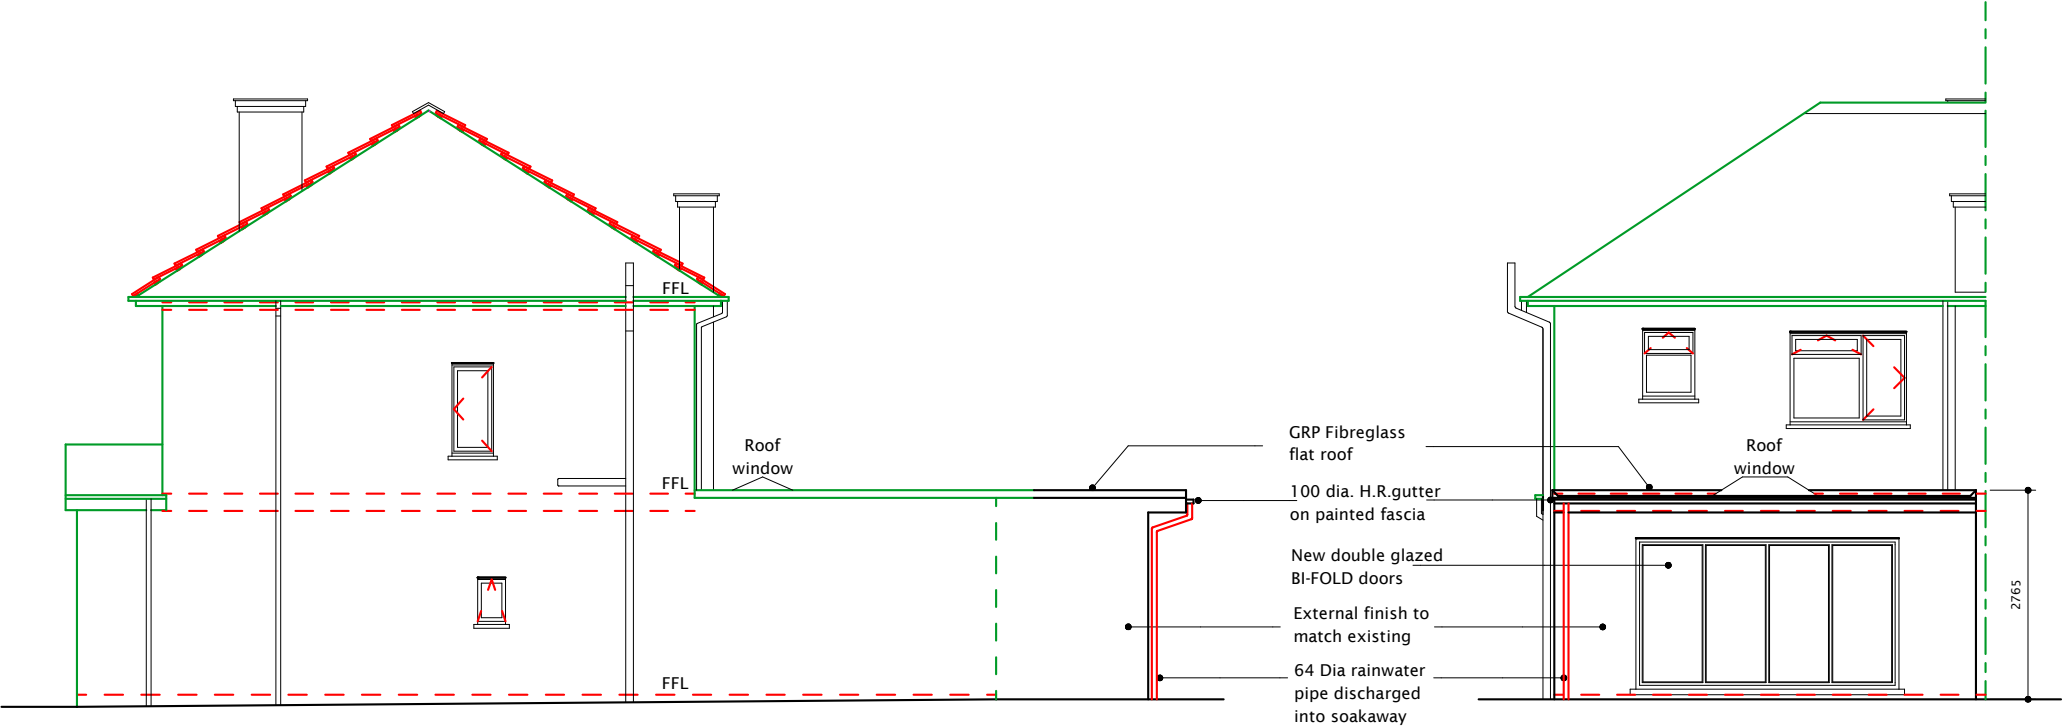 FFL
FFL
FFL
Roof
window
GRP Fibreglass
flat roof
100 dia. H.R.gutter
on painted fascia
New double glazed
BI-FOLD doors
External finish to
match existing
64 Dia rainwater
pipe discharged
into soakaway
Roof
window
2765